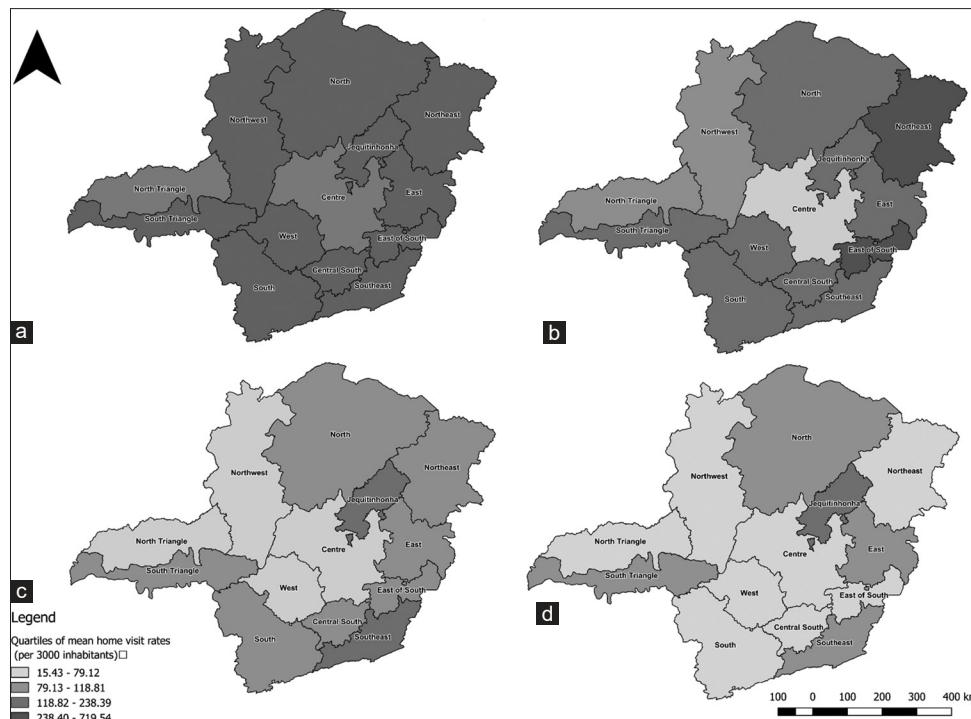 North
Northwest
Northeast
Jequitinhonha
North Triangle
East
South Triangle
Centre
West
East of South
Central South
South
Southeast
a
North
Northeast
Northwest
Jequitinhonha
North Triangle
East
Centre
South Triangle
West
East of South
Central South
South
Southeast
b
North
Northwest
Northeast
Jequitinhonha
North Triangle
Centre
East
South Triangle
West
East of South
Central South
South
Southeast
c
North
Northwest
Northeast
Jequitinhonha
North Triangle
Centre
East
South Triangle
West
East of South
Central South
South
Southeast
d
Legend
Quartiles of mean home visit rates
(per 3000 inhabitants)
15.43 - 79.12
79.13 - 118.81
118.82 - 238.39
238.40 - 719.54
100 0 100 200 300 400 km